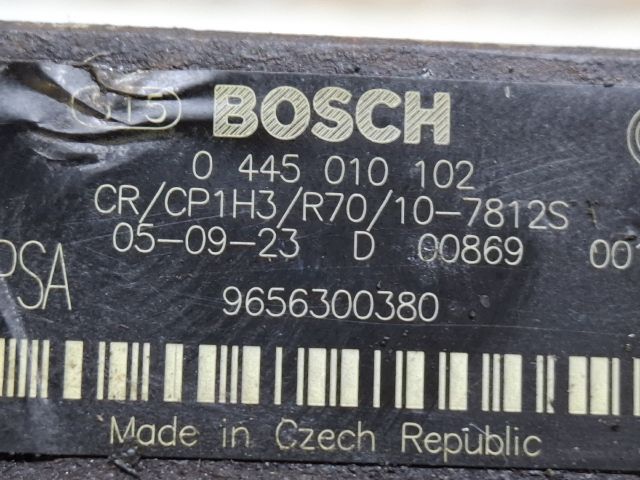 BOSCH
0 445 010 102
CR/CP1H3/R70/10-7812S
05-09-23 D 00869 001
PSA
9656300380
Made in Czech Republic